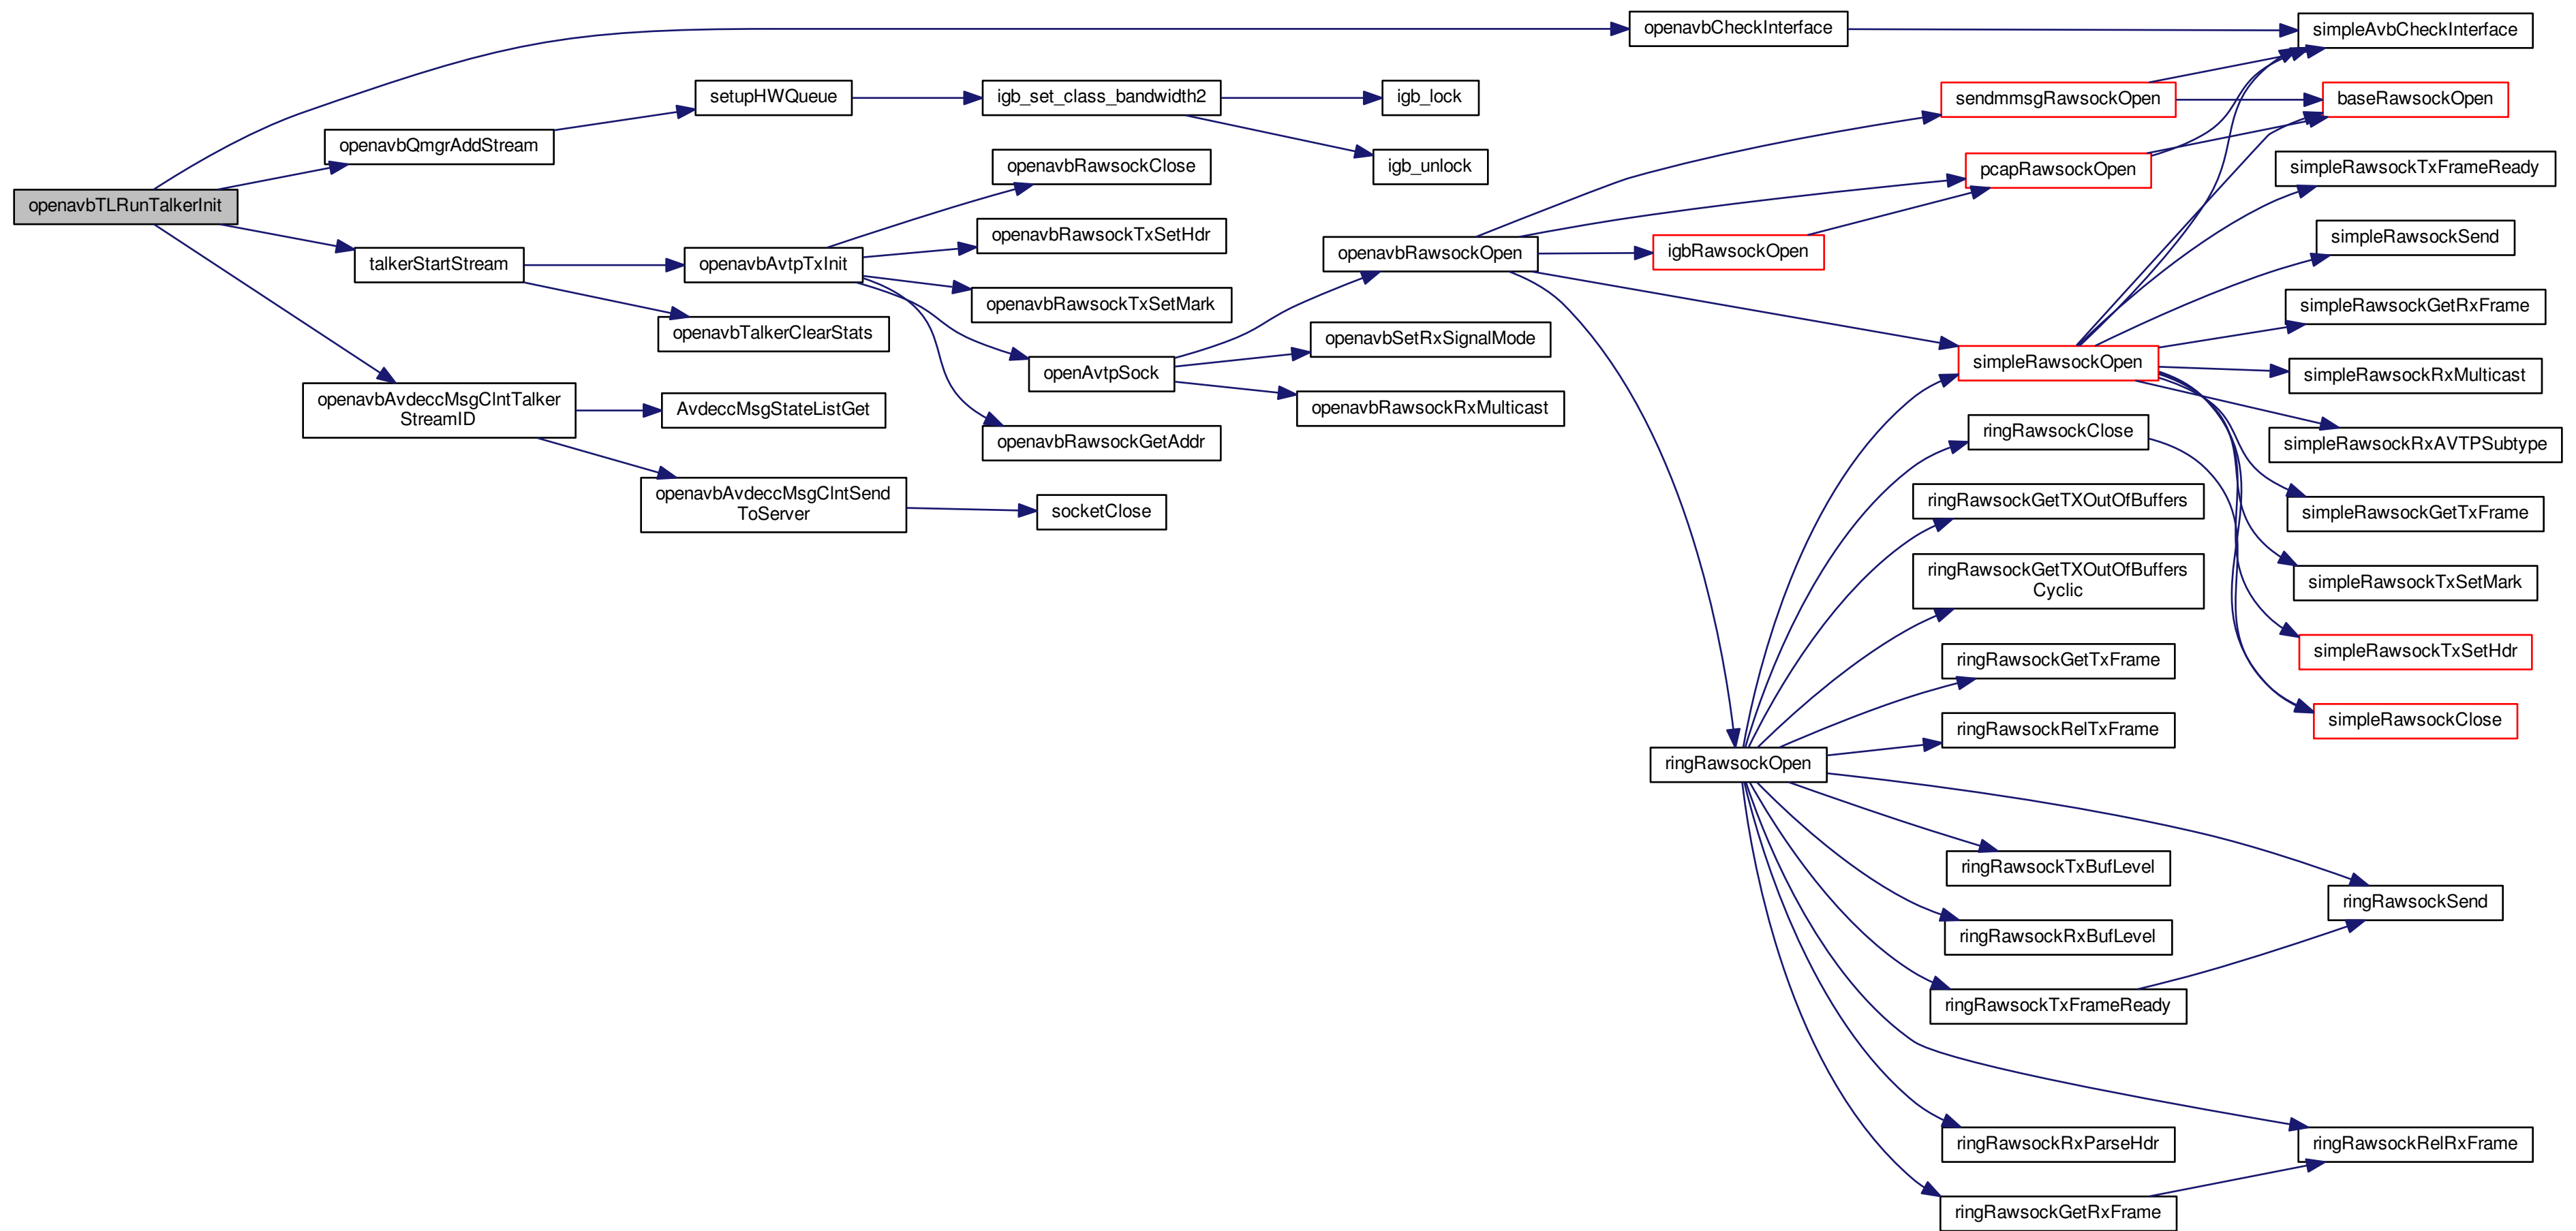 openavbTLRunTalkerInit
openavbCheckInterface
openavbQmgrAddStream
talkerStartStream
openavbAvdeccMsgClntTalker
StreamID
setupHWQueue
igb_set_class_bandwidth2
igb_lock
igb_unlock
openavbAvtpTxInit
openavbTalkerClearStats
AvdeccMsgStateListGet
openavbAvdeccMsgClntSend
ToServer
socketClose
openavbRawsockClose
openavbRawsockTxSetHdr
openavbRawsockTxSetMark
openAvtpSock
openavbRawsockGetAddr
openavbRawsockOpen
openavbSetRxSignalMode
openavbRawsockRxMulticast
igbRawsockOpen
ringRawsockOpen
sendmmsgRawsockOpen
pcapRawsockOpen
simpleRawsockOpen
ringRawsockClose
ringRawsockGetTXOutOfBuffers
ringRawsockGetTXOutOfBuffers
Cyclic
ringRawsockGetTxFrame
ringRawsockRelTxFrame
ringRawsockTxBufLevel
ringRawsockRxBufLevel
ringRawsockTxFrameReady
ringRawsockRxParseHdr
ringRawsockGetRxFrame
simpleAvbCheckInterface
baseRawsockOpen
simpleRawsockTxFrameReady
simpleRawsockSend
simpleRawsockGetRxFrame
simpleRawsockRxMulticast
simpleRawsockRxAVTPSubtype
simpleRawsockGetTxFrame
simpleRawsockTxSetMark
simpleRawsockTxSetHdr
simpleRawsockClose
ringRawsockSend
ringRawsockRelRxFrame